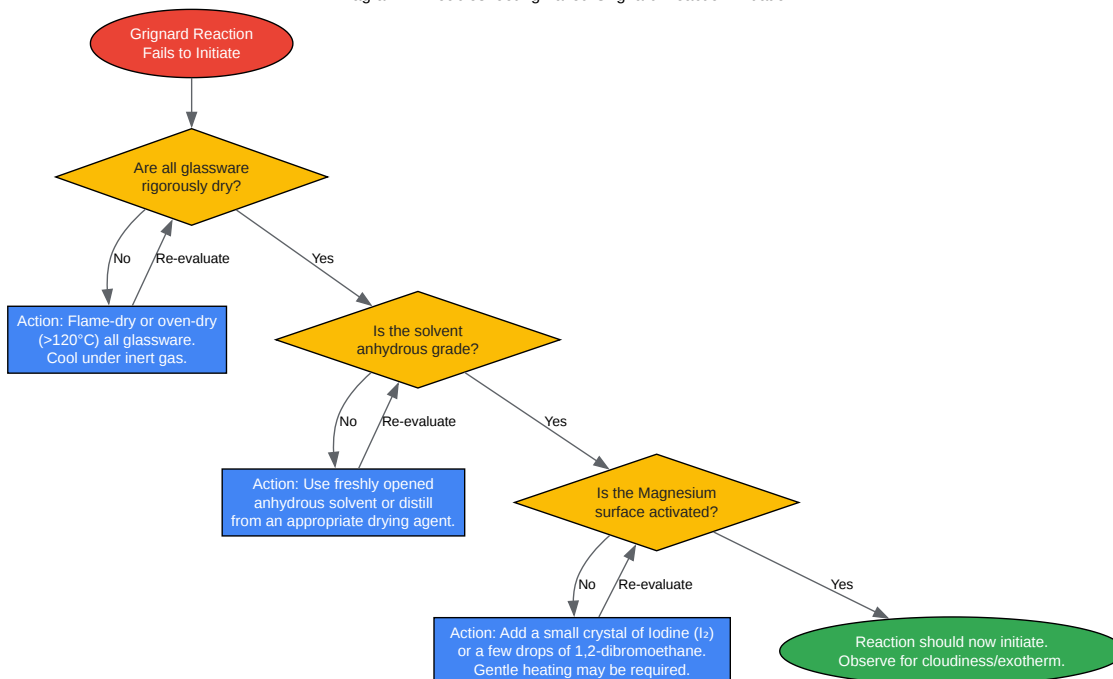 Grignard Reaction
Fails to Initiate
Are all glassware
rigorously dry?
No
Re-evaluate
Yes
Action: Flame-dry or oven-dry
(>120°C) all glassware.
Cool under inert gas.
Is the solvent
anhydrous grade?
No
Re-evaluate
Yes
Action: Use freshly opened
anhydrous solvent or distill
from an appropriate drying agent.
Is the Magnesium
surface activated?
No
Re-evaluate
Yes
Action: Add a small crystal of Iodine (I₂)
or a few drops of 1,2-dibromoethane.
Gentle heating may be required.
Reaction should now initiate.
Observe for cloudiness/exotherm.